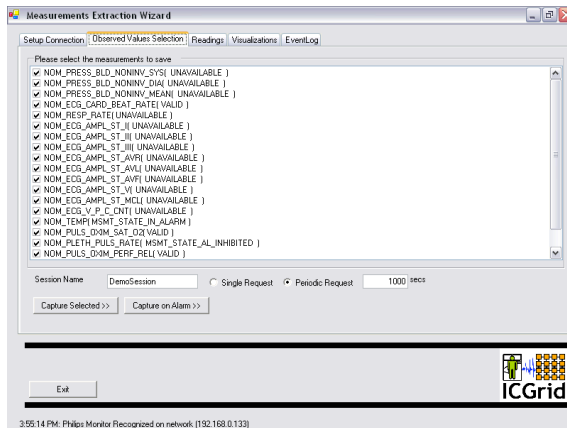 Measurements Extraction Wizard
Setup Connection Observed Values Selection Readings Visualizations EventLog
Please select the measurements to save
NOM_PRESS_BLD_NONINV_SYS( UNAVAILABLE )
NOM_PRESS_BLD_NONINV_DIA( UNAVAILABLE )
NOM_PRESS_BLD_NONINV_MEAN( UNAVAILABLE )
NOM_ECG_CARD_BEAT_RATE( VALID )
NOM_RESP_RATE( UNAVAILABLE )
NOM_ECG_AMPL_ST_I( UNAVAILABLE )
NOM_ECG_AMPL_ST_II( UNAVAILABLE )
NOM_ECG_AMPL_ST_III( UNAVAILABLE )
NOM_ECG_AMPL_ST_AVR( UNAVAILABLE )
NOM_ECG_AMPL_ST_AVL( UNAVAILABLE )
NOM_ECG_AMPL_ST_AVF( UNAVAILABLE )
NOM_ECG_AMPL_ST_V( UNAVAILABLE )
NOM_ECG_AMPL_ST_MCL( UNAVAILABLE )
NOM_ECG_V_P_C_CNT( UNAVAILABLE )
NOM_TEMP( MSMT_STATE_IN_ALARM )
NOM_PULS_OXIM_SAT_O2( VALID )
NOM_PLETH_PULS_RATE( MSMT_STATE_AL_INHIBITED )
NOM_PULS_OXIM_PERF_REL( VALID )
Session Name DemoSession Single Request Periodic Request 1000 secs
Capture Selected >> Capture on Alarm >>
Exit
ICGrid
3:55:14 PM: Philips Monitor Recognized on network (192.168.0.133)